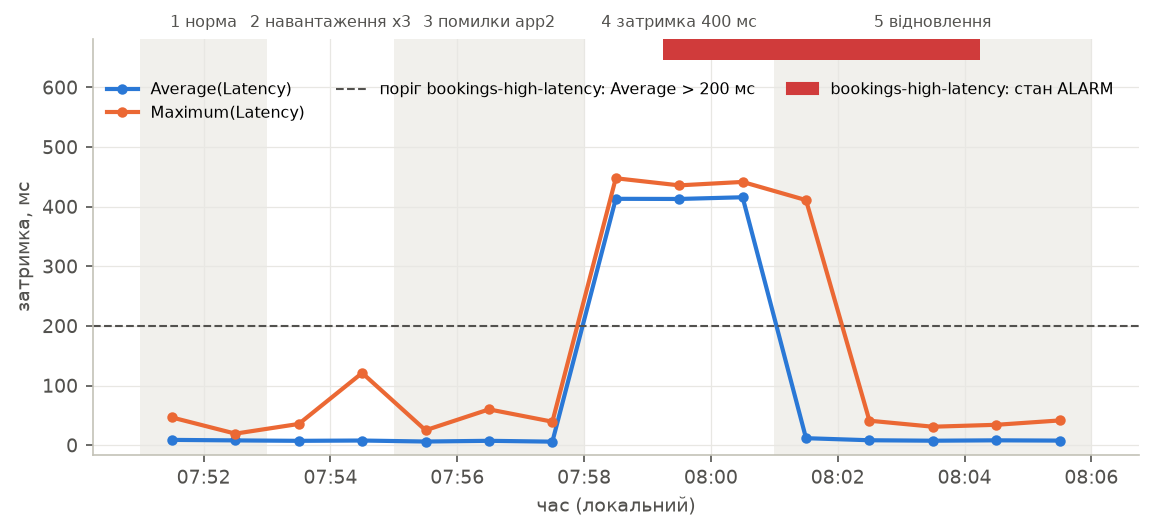 1 норма 2 навантаження x3 3 помилки app2 4 затримка 400 мс 5 відновлення
Average(Latency)
Maximum(Latency)
поріг bookings-high-latency: Average > 200 мс
bookings-high-latency: стан ALARM
600
500
400
300
200
100
0
затримка, мс
07:52 07:54 07:56 07:58 08:00 08:02 08:04 08:06
час (локальний)